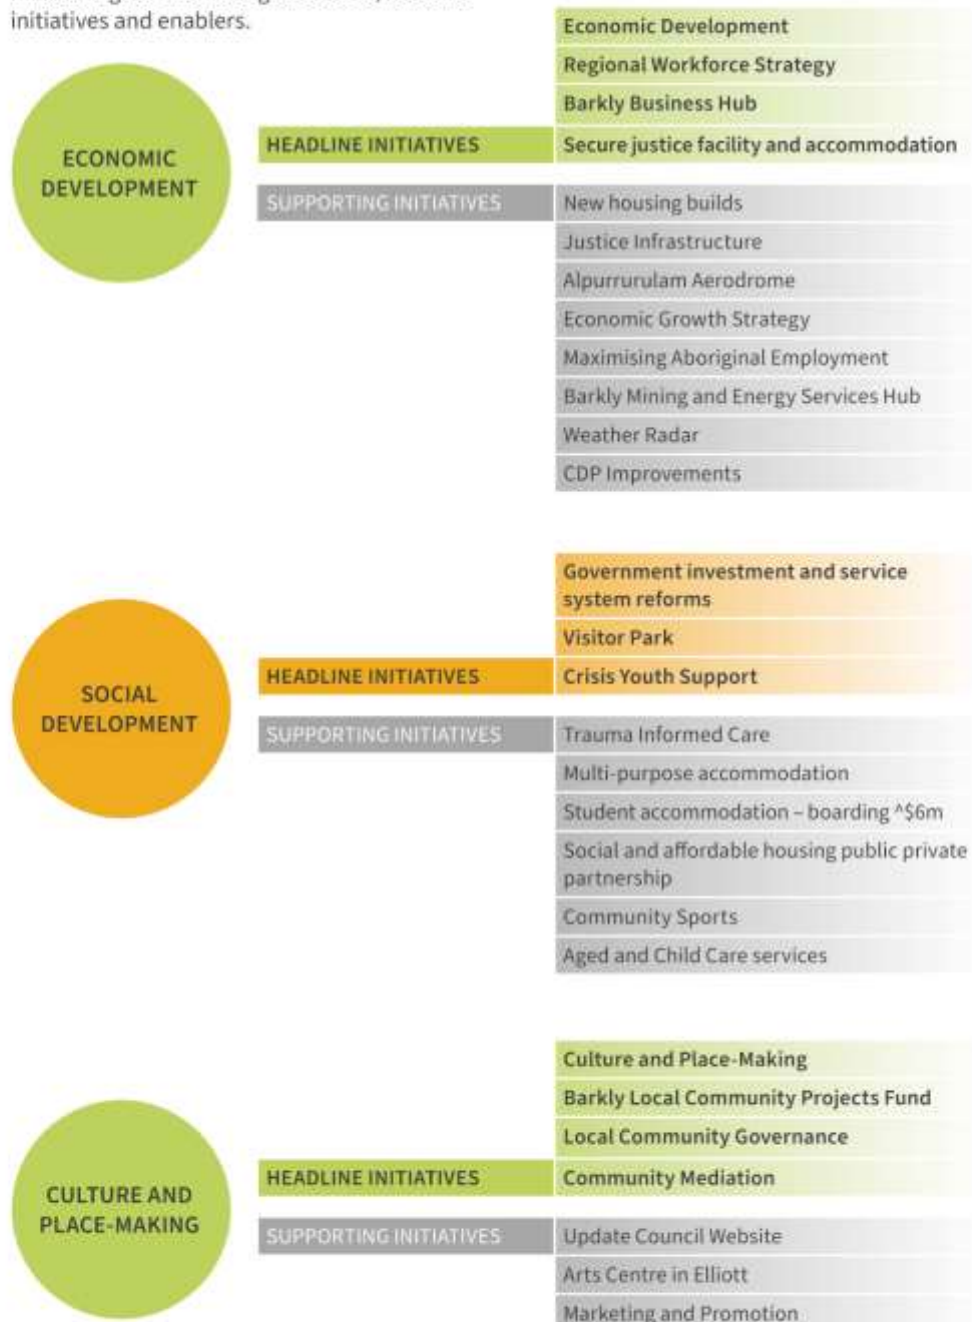 initiatives and enablers.
ECONOMIC
DEVELOPMENT
Economic Development
Regional Workforce Strategy
Barkly Business Hub
HEADLINE INITIATIVES
Secure justice facility and accommodation
SUPPORTING INITIATIVES
New housing builds
Justice Infrastructure
Alpurrurulam Aerodrome
Economic Growth Strategy
Maximising Aboriginal Employment
Barkly Mining and Energy Services Hub
Weather Radar
CDP Improvements
SOCIAL
DEVELOPMENT
Government investment and service
system reforms
Visitor Park
HEADLINE INITIATIVES
Crisis Youth Support
SUPPORTING INITIATIVES
Trauma Informed Care
Multi-purpose accommodation
Student accommodation – boarding ^$6m
Social and affordable housing public private
partnership
Community Sports
Aged and Child Care services
CULTURE AND
PLACE-MAKING
Culture and Place-Making
Barkly Local Community Projects Fund
Local Community Governance
HEADLINE INITIATIVES
Community Mediation
SUPPORTING INITIATIVES
Update Council Website
Arts Centre in Elliott
Marketing and Promotion